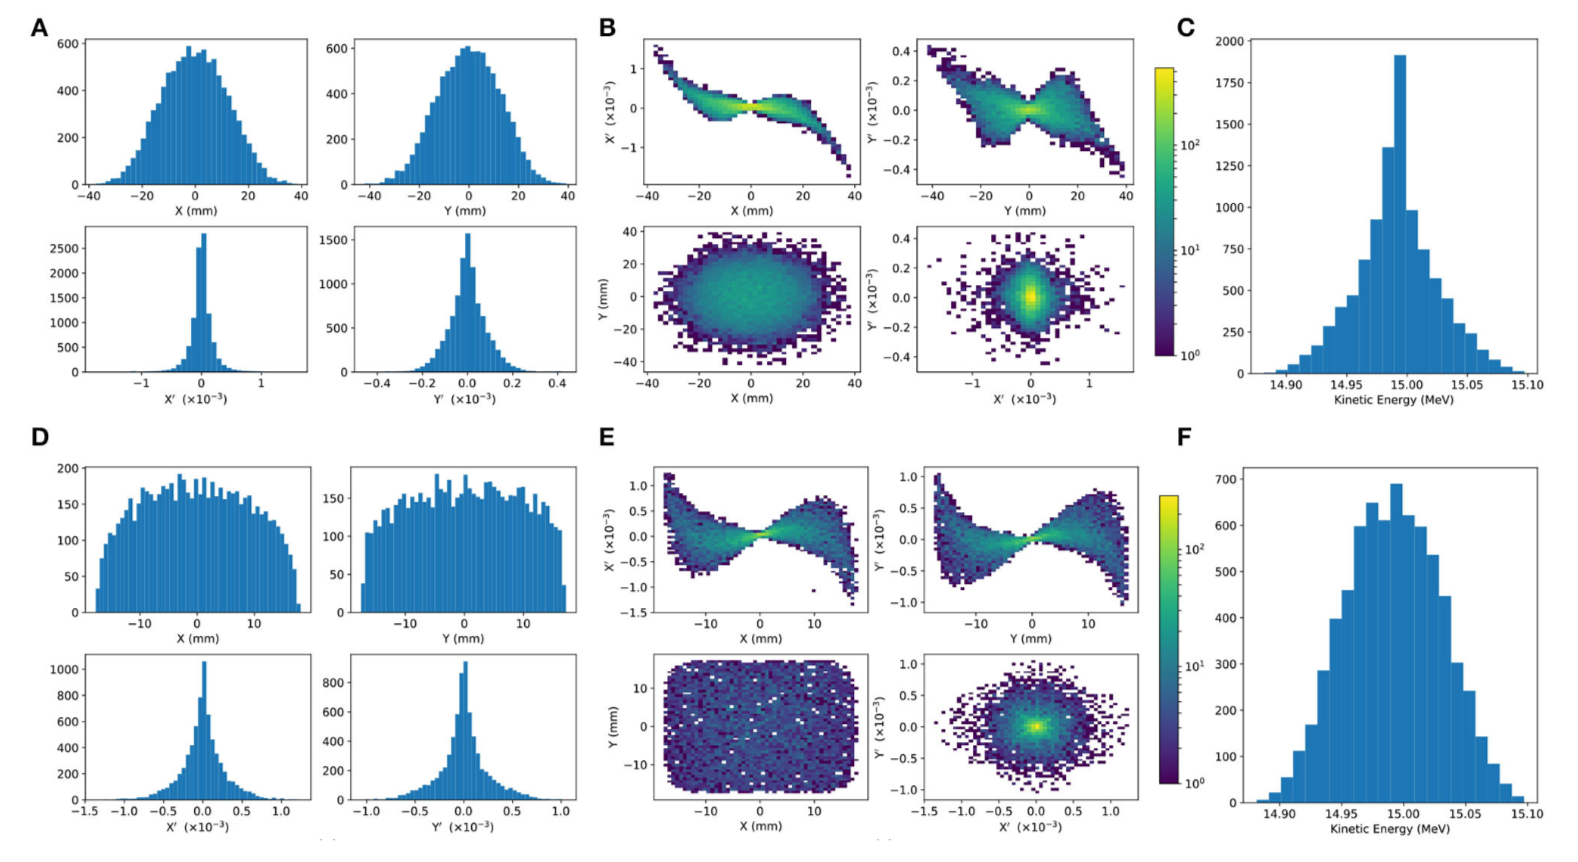 A
B
C
600
400
200
0
−40 −20 0 20 40
X (mm)
600
400
200
0
−40 −20 0 20 40
Y (mm)
1
0
−1
X′ (×10⁻³)
−40 −20 0 20 40
X (mm)
0.4
0.2
0.0
−0.2
−0.4
Y′ (×10⁻³)
−40 −20 0 20 40
Y (mm)
2500
2000
1500
1000
500
0
−1 0 1
X′ (×10⁻³)
1500
1000
500
0
−0.4 −0.2 0.0 0.2 0.4
Y′ (×10⁻³)
40
20
0
−20
−40
Y (mm)
−40 −20 0 20 40
X (mm)
0.4
0.2
0.0
−0.2
−0.4
Y′ (×10⁻³)
−1 0 1
X′ (×10⁻³)
10²
10¹
10⁰
2000
1750
1500
1250
1000
750
500
250
0
14.90 14.95 15.00 15.05 15.10
Kinetic Energy (MeV)
D
E
F
200
150
100
50
0
−10 0 10
X (mm)
150
100
50
0
−10 0 10
Y (mm)
1.0
0.5
0.0
−0.5
−1.0
−1.5
X′ (×10⁻³)
−10 0 10
X (mm)
1.0
0.5
0.0
−0.5
−1.0
Y′ (×10⁻³)
−10 0 10
Y (mm)
1000
800
600
400
200
0
−1.5 −1.0 −0.5 0.0 0.5 1.0
X′ (×10⁻³)
800
600
400
200
0
−1.0 −0.5 0.0 0.5 1.0
Y′ (×10⁻³)
10
0
−10
Y (mm)
−10 0 10
X (mm)
1.0
0.5
0.0
−0.5
−1.0
Y′ (×10⁻³)
−1.5 −1.0 −0.5 0.0 0.5 1.0
X′ (×10⁻³)
10²
10¹
10⁰
700
600
500
400
300
200
100
0
14.90 14.95 15.00 15.05 15.10
Kinetic Energy (MeV)